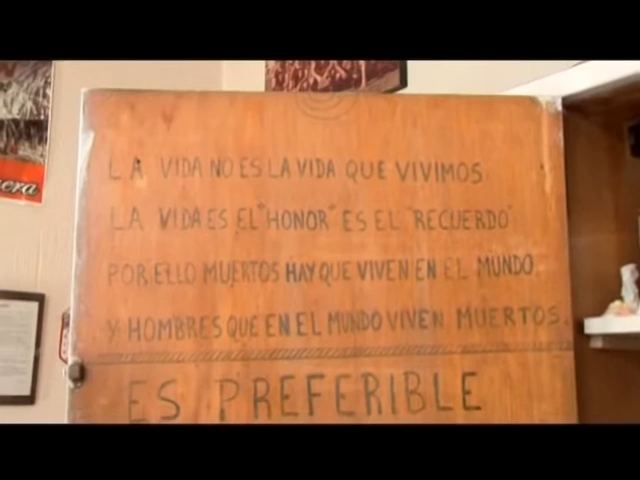 LA VIDA NO ES LA VIDA QUE VIVIMOS
LA VIDA ES EL "HONOR" ES EL "RECUERDO"
POR ELLO MUERTOS HAY QUE VIVEN EN EL MUNDO
Y HOMBRES QUE EN EL MUNDO VIVEN MUERTOS.
ES PREFERIBLE